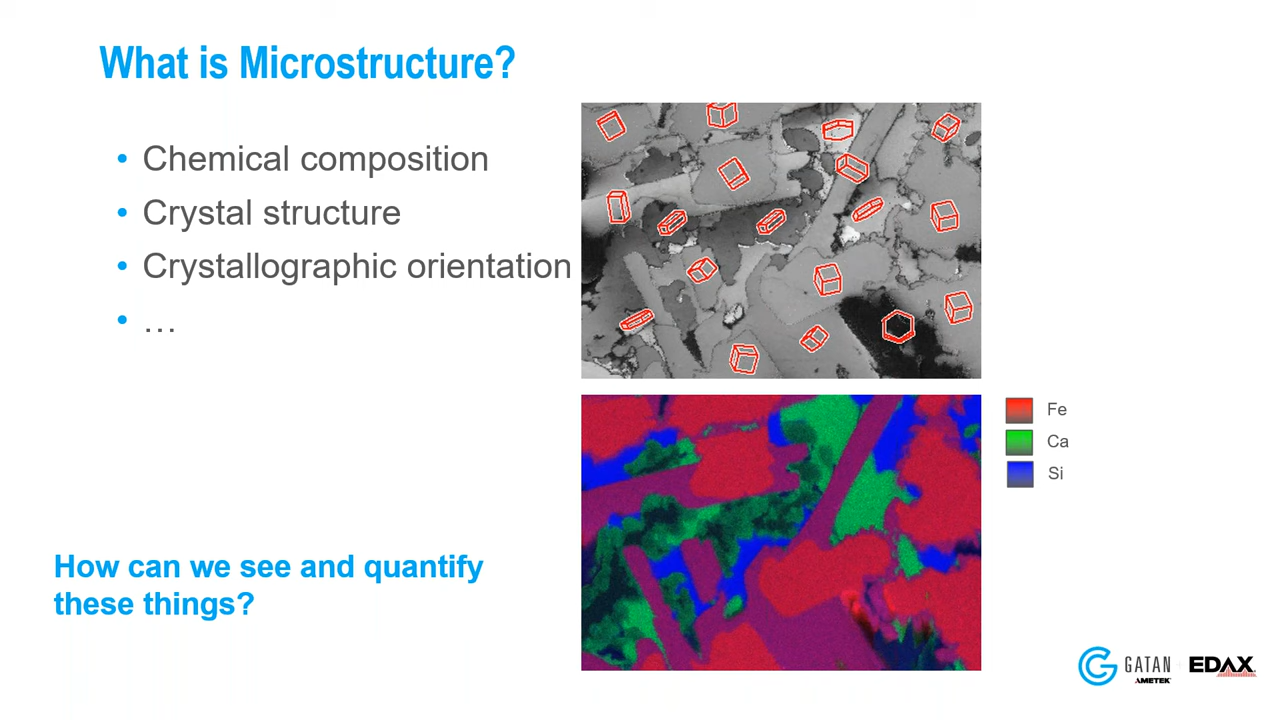 What is Microstructure?
• Chemical composition
• Crystal structure
• Crystallographic orientation
• …
Fe
Ca
Si
How can we see and quantify
these things?
GATAN + EDAX
AMETEK